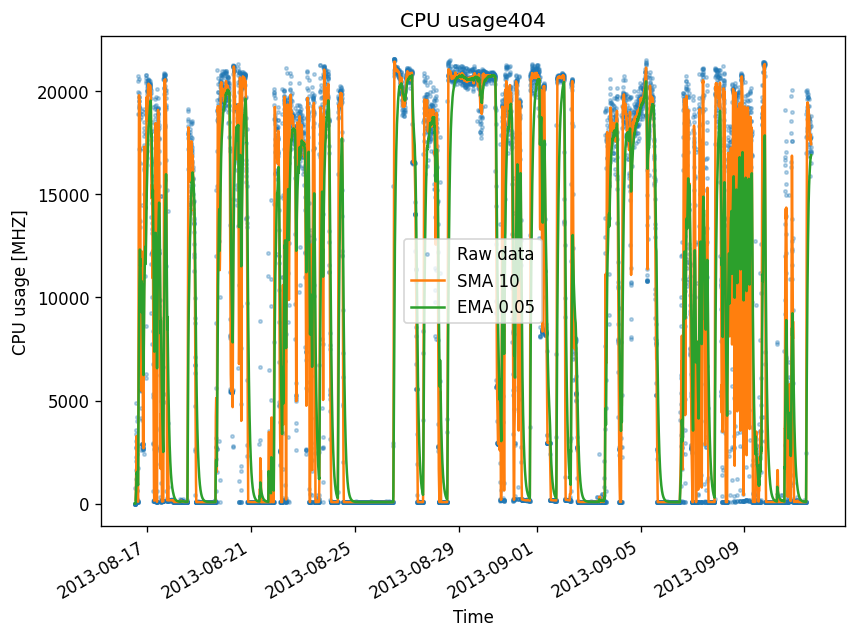 CPU usage404
CPU usage [MHZ]
20000
15000
10000
5000
0
Raw data
SMA 10
EMA 0.05
2013-08-17
2013-08-21
2013-08-25
2013-08-29
2013-09-01
2013-09-05
2013-09-09
Time